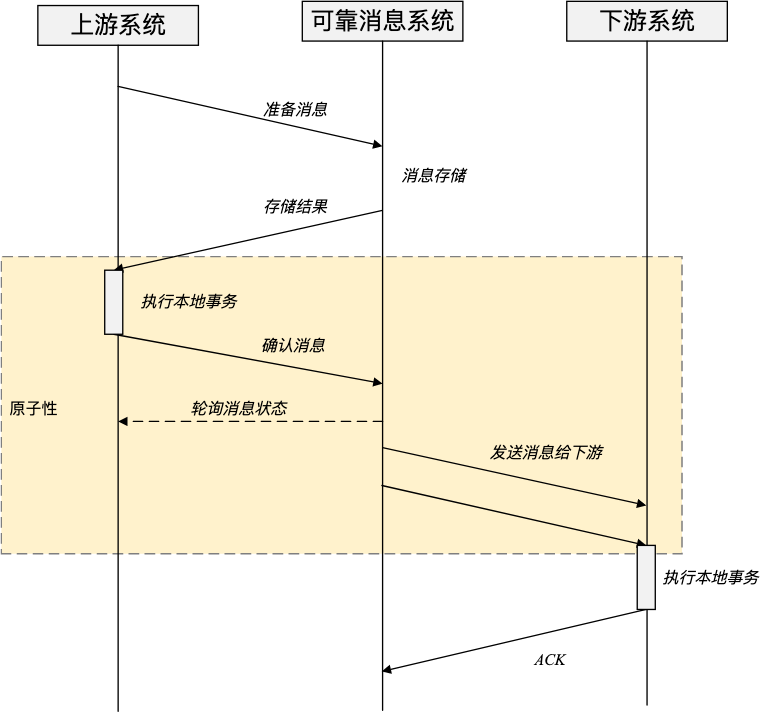 上游系统
可靠消息系统
下游系统
准备消息
消息存储
存储结果
执行本地事务
确认消息
原子性
轮询消息状态
发送消息给下游
执行本地事务
ACK